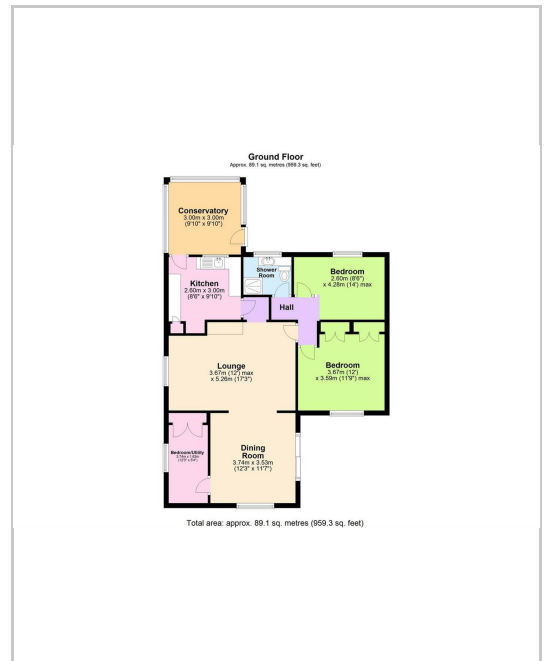 Ground Floor
Approx. 89.1 sq. metres (959.3 sq. feet)
Conservatory
3.00m x 3.00m
(9'10" x 9'10")
Kitchen
2.60m x 3.00m
(8'6" x 9'10")
Shower
Room
Bedroom
2.60m (8'6")
x 4.28m (14') max
Hall
Lounge
3.67m (12') max
x 5.26m (17'3")
Bedroom
3.67m (12')
x 3.59m (11'9") max
Bedroom/Utility
Dining
Room
3.74m x 3.53m
(12'3" x 11'7")
Total area: approx. 89.1 sq. metres (959.3 sq. feet)